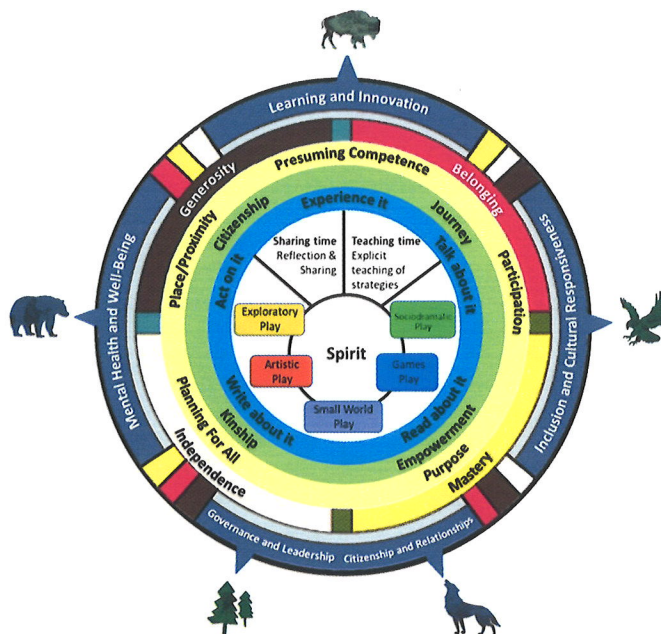 Learning and Innovation
Generosity
Belonging
Presuming Competence
Citizenship
Journey
Experience it
Place/Proximity
Participation
Act on it
Talk about it
Sharing time
Reflection &
Sharing
Teaching time
Explicit
teaching of
strategies
Mental Health and Well-Being
Inclusion and Cultural Responsiveness
Exploratory
Play
Sociodramatic
Play
Spirit
Artistic
Play
Games
Play
Small World
Play
Write about it
Read about it
Kinship
Empowerment
Planning For All
Purpose
Independence
Mastery
Governance and Leadership
Citizenship and Relationships